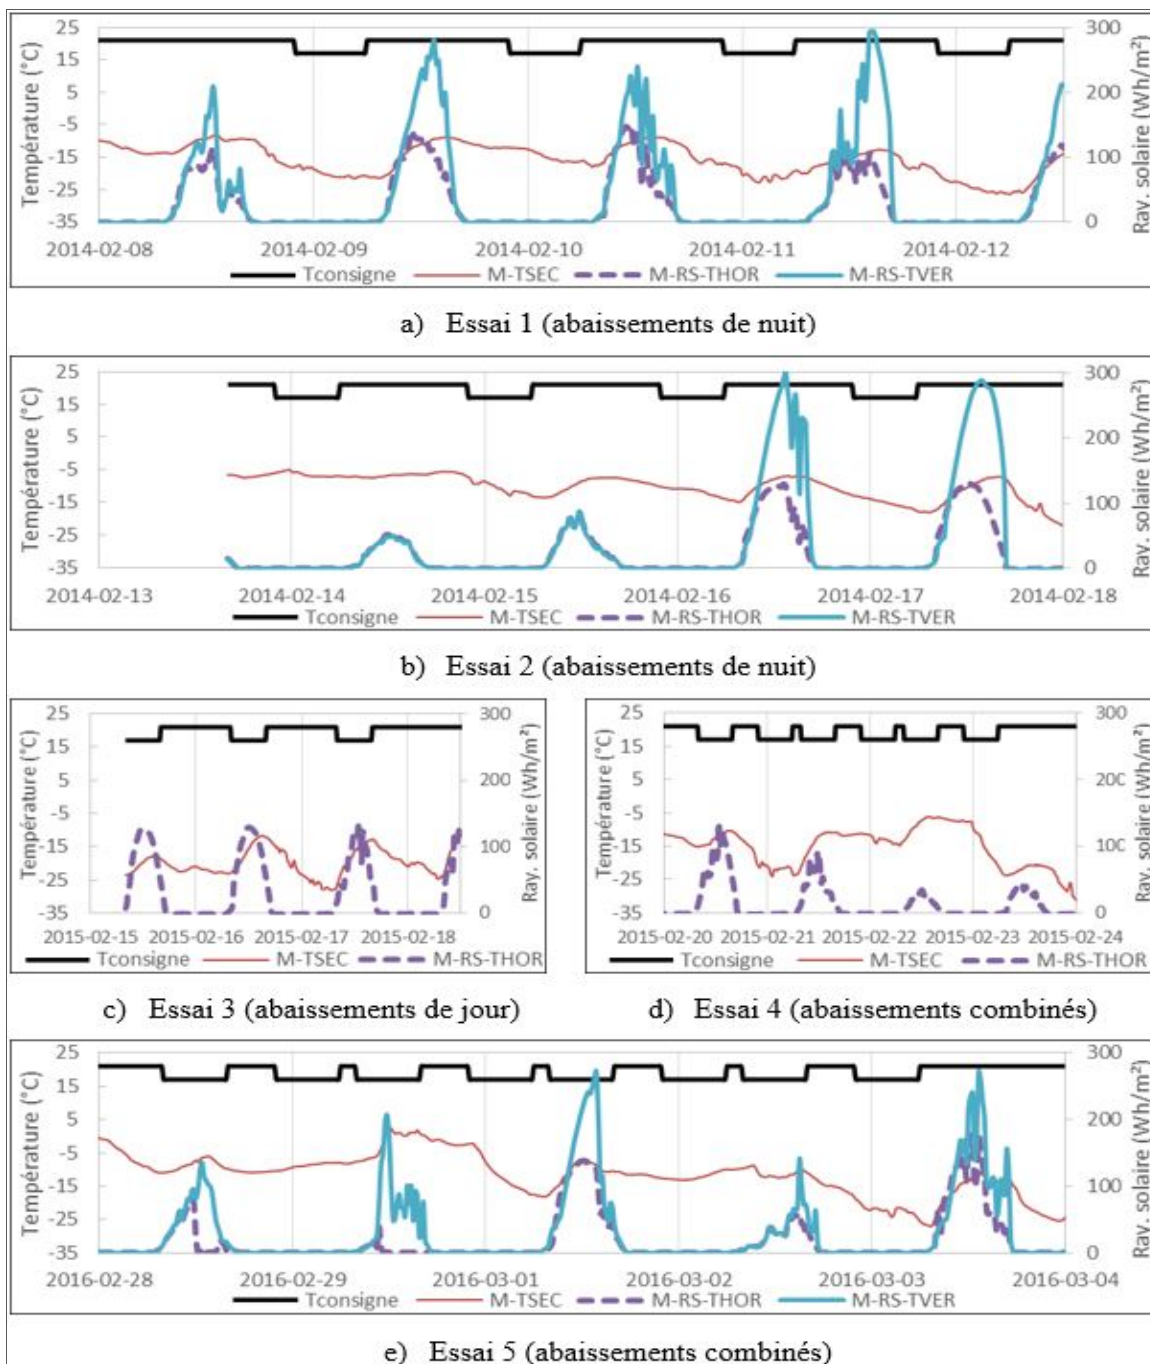 Température (°C)
25
15
5
-5
-15
-25
-35
300
200
100
0
Ray. solaire (Wh/m²)
2014-02-08 2014-02-09 2014-02-10 2014-02-11 2014-02-12
Tconsigne M-TSEC M-RS-THOR M-RS-TVER
a) Essai 1 (abaissements de nuit)
Température (°C)
25
15
5
-5
-15
-25
-35
300
200
100
0
Ray. solaire (Wh/m²)
2014-02-13 2014-02-14 2014-02-15 2014-02-16 2014-02-17 2014-02-18
Tconsigne M-TSEC M-RS-THOR M-RS-TVER
b) Essai 2 (abaissements de nuit)
Température (°C)
25
15
5
-5
-15
-25
-35
300
200
100
0
Ray. solaire (Wh/m²)
2015-02-15 2015-02-16 2015-02-17 2015-02-18
Tconsigne M-TSEC M-RS-THOR
c) Essai 3 (abaissements de jour)
Température (°C)
25
15
5
-5
-15
-25
-35
300
20C
10C
0
Ray. solaire (Wh/m²)
2015-02-20 2015-02-21 2015-02-22 2015-02-23 2015-02-24
Tconsigne M-TSEC M-RS-THOR
d) Essai 4 (abaissements combinés)
Température (°C)
25
15
5
-5
-15
-25
-35
300
200
100
0
Ray. solaire (Wh/m²)
2016-02-28 2016-02-29 2016-03-01 2016-03-02 2016-03-03 2016-03-04
Tconsigne M-TSEC M-RS-THOR M-RS-TVER
e) Essai 5 (abaissements combinés)